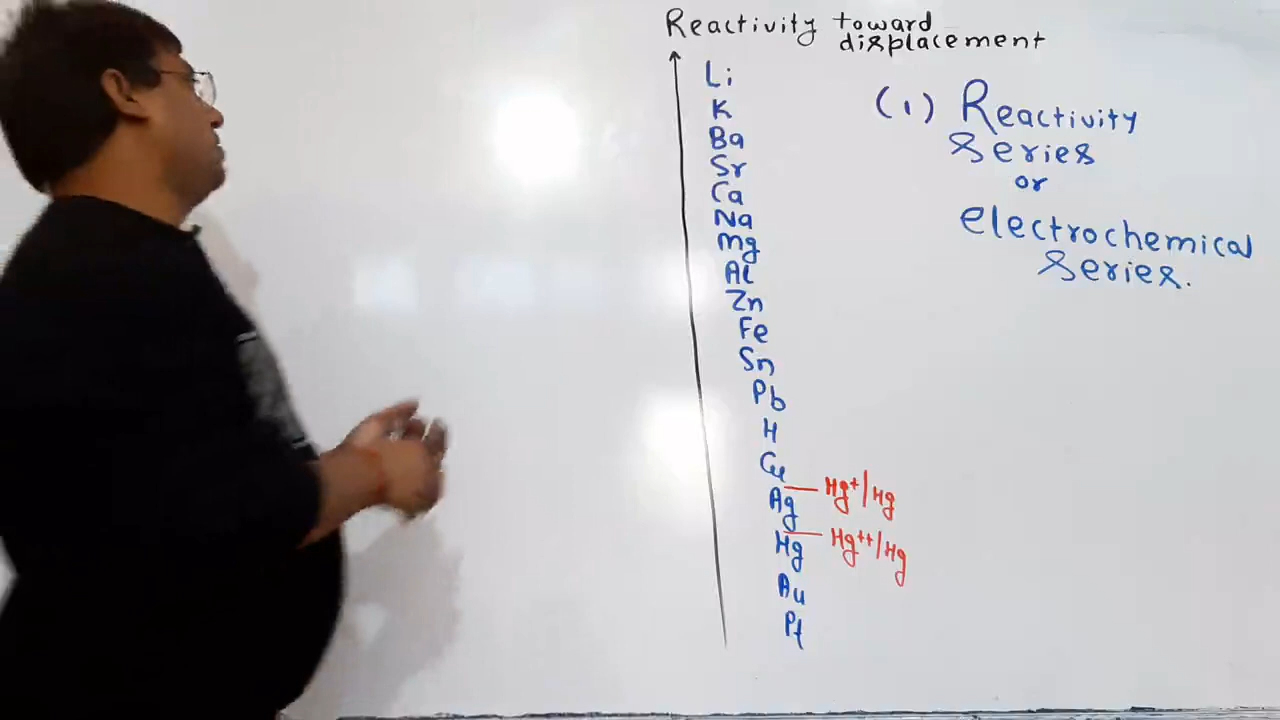 Reactivity toward
displacement
Li
K
Ba
Sr
Ca
Na
Mg
Al
Zn
Fe
Sn
Pb
H
Cu
Ag
Hg⁺/Hg
Hg
Hg⁺⁺/Hg
Au
Pt
(1) Reactivity
series
or
electrochemical
series.